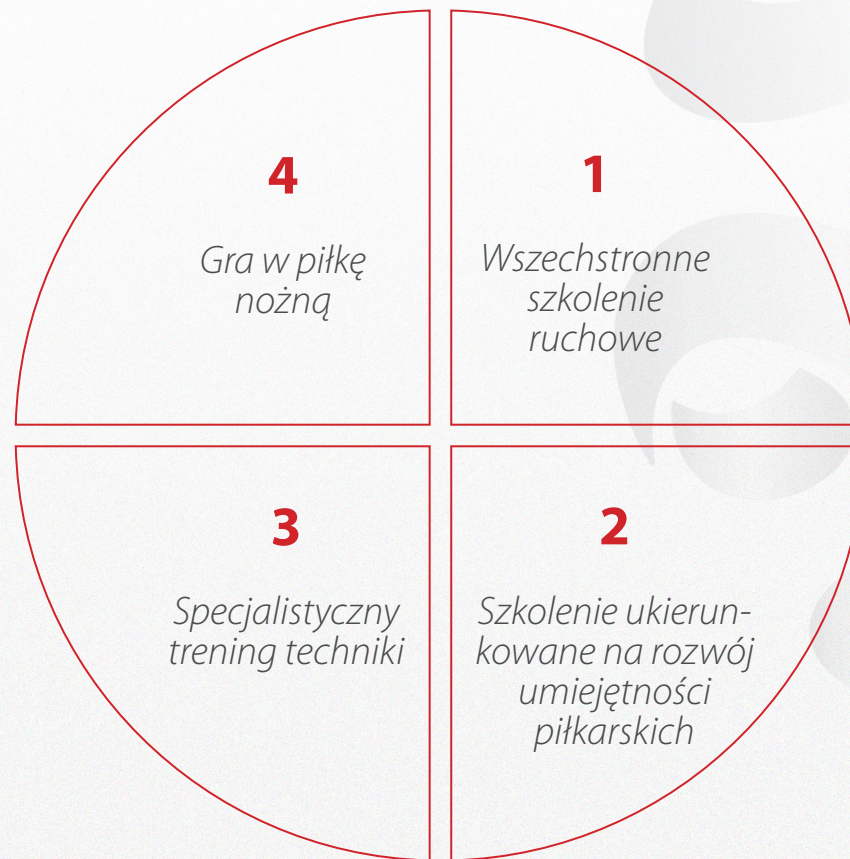 4
Gra w piłkę
nożną
1
Wszechstronne
szkolenie
ruchowe
3
Specjalistyczny
trening techniki
2
Szkolenie ukierun-
kowane na rozwój
umiejętności
piłkarskich